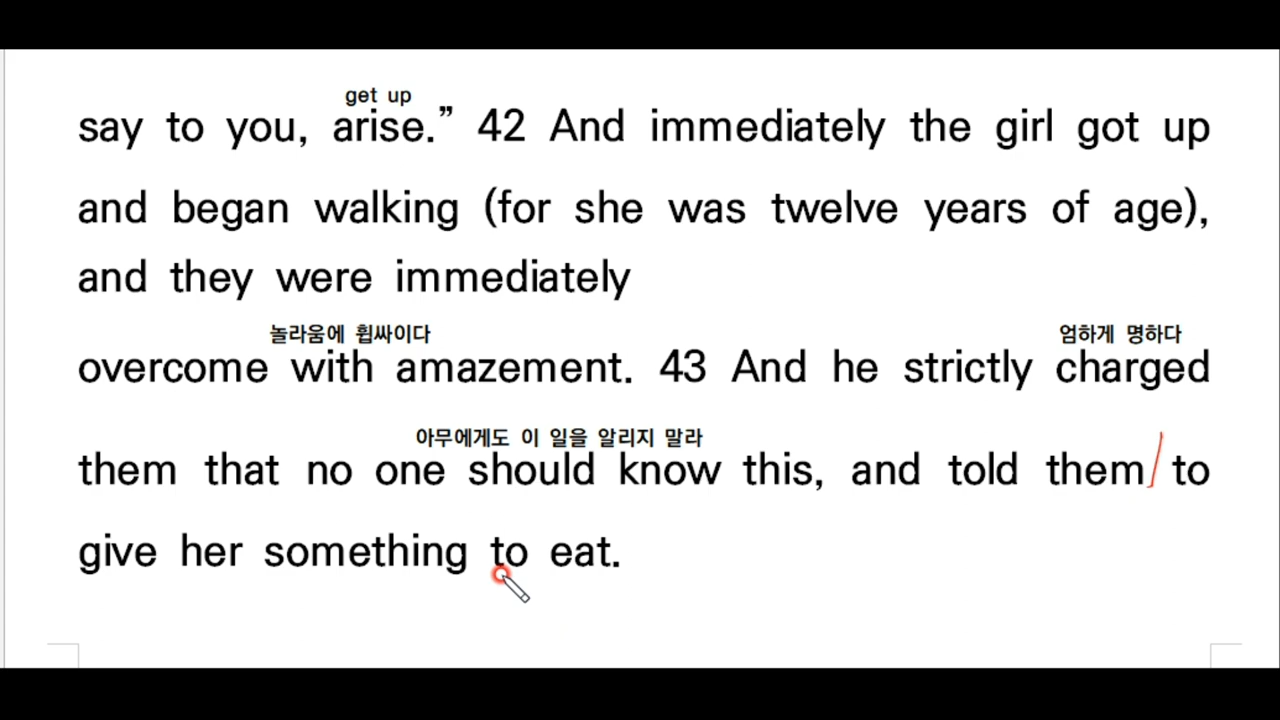 get up
say to you, arise.” 42 And immediately the girl got up
and began walking (for she was twelve years of age),
and they were immediately
놀라움에 휩싸이다 엄하게 명하다
overcome with amazement. 43 And he strictly charged
아무에게도 이 일을 알리지 말라
them that no one should know this, and told them to
give her something to eat.